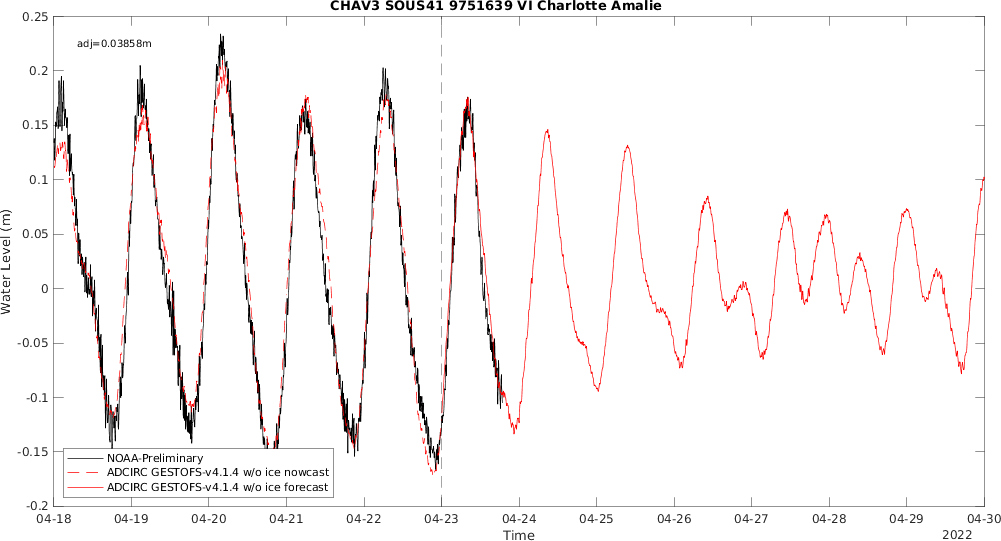 CHAV3 SOUS41 9751639 VI Charlotte Amalie
adj=0.03858m
0.25
0.2
0.15
0.1
0.05
0
-0.05
-0.1
-0.15
-0.2
Water Level (m)
NOAA-Preliminary
ADCIRC GESTOFS-v4.1.4 w/o ice nowcast
ADCIRC GESTOFS-v4.1.4 w/o ice forecast
04-18 04-19 04-20 04-21 04-22 04-23 04-24 04-25 04-26 04-27 04-28 04-29 04-30
Time
2022